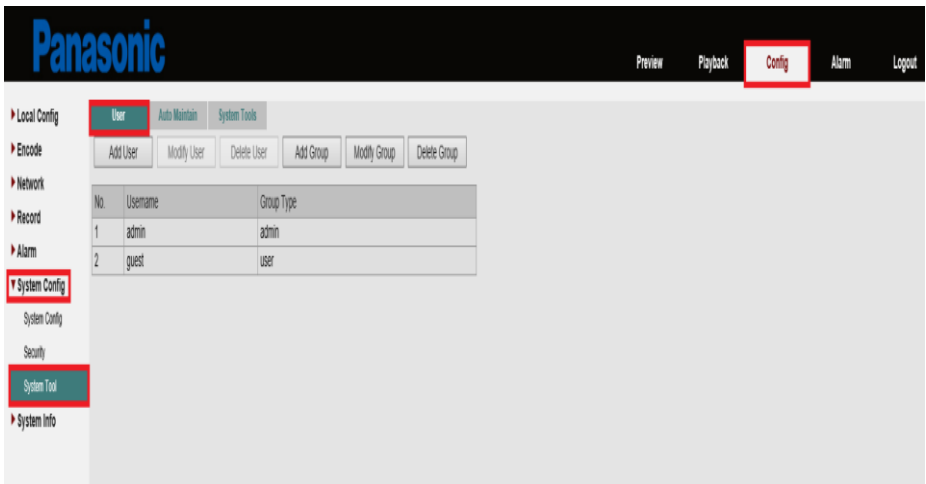 Panasonic
Preview Playback Config Alarm Logout
Local Config
Encode
Network
Record
Alarm
System Config
System Config
Security
System Tool
System Info
User Auto Maintain System Tools
Add User Modify User Delete User Add Group Modify Group Delete Group
No. Username Group Type
1 admin admin
2 guest user